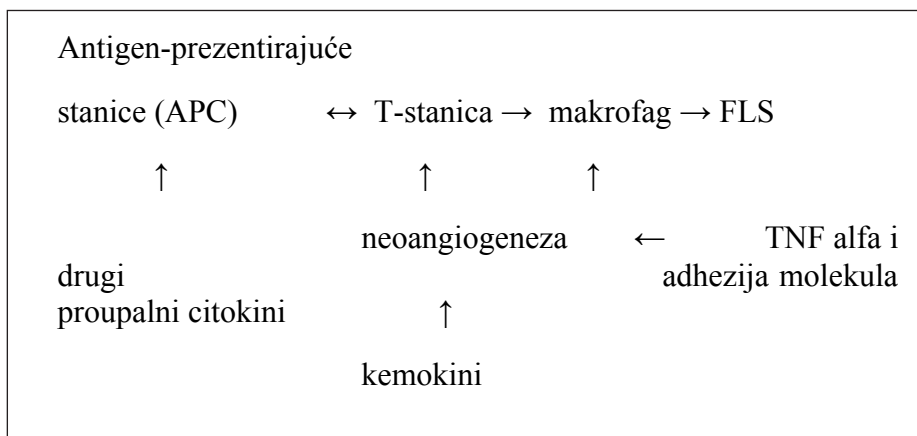 Antigen-prezentirajuće
stanice (APC) ↔ T-stanica → makrofag → FLS
↑ ↑ ↑
neoangiogeneza ← TNF alfa i
drugi adhezija molekula
proupalni citokini ↑
kemokini